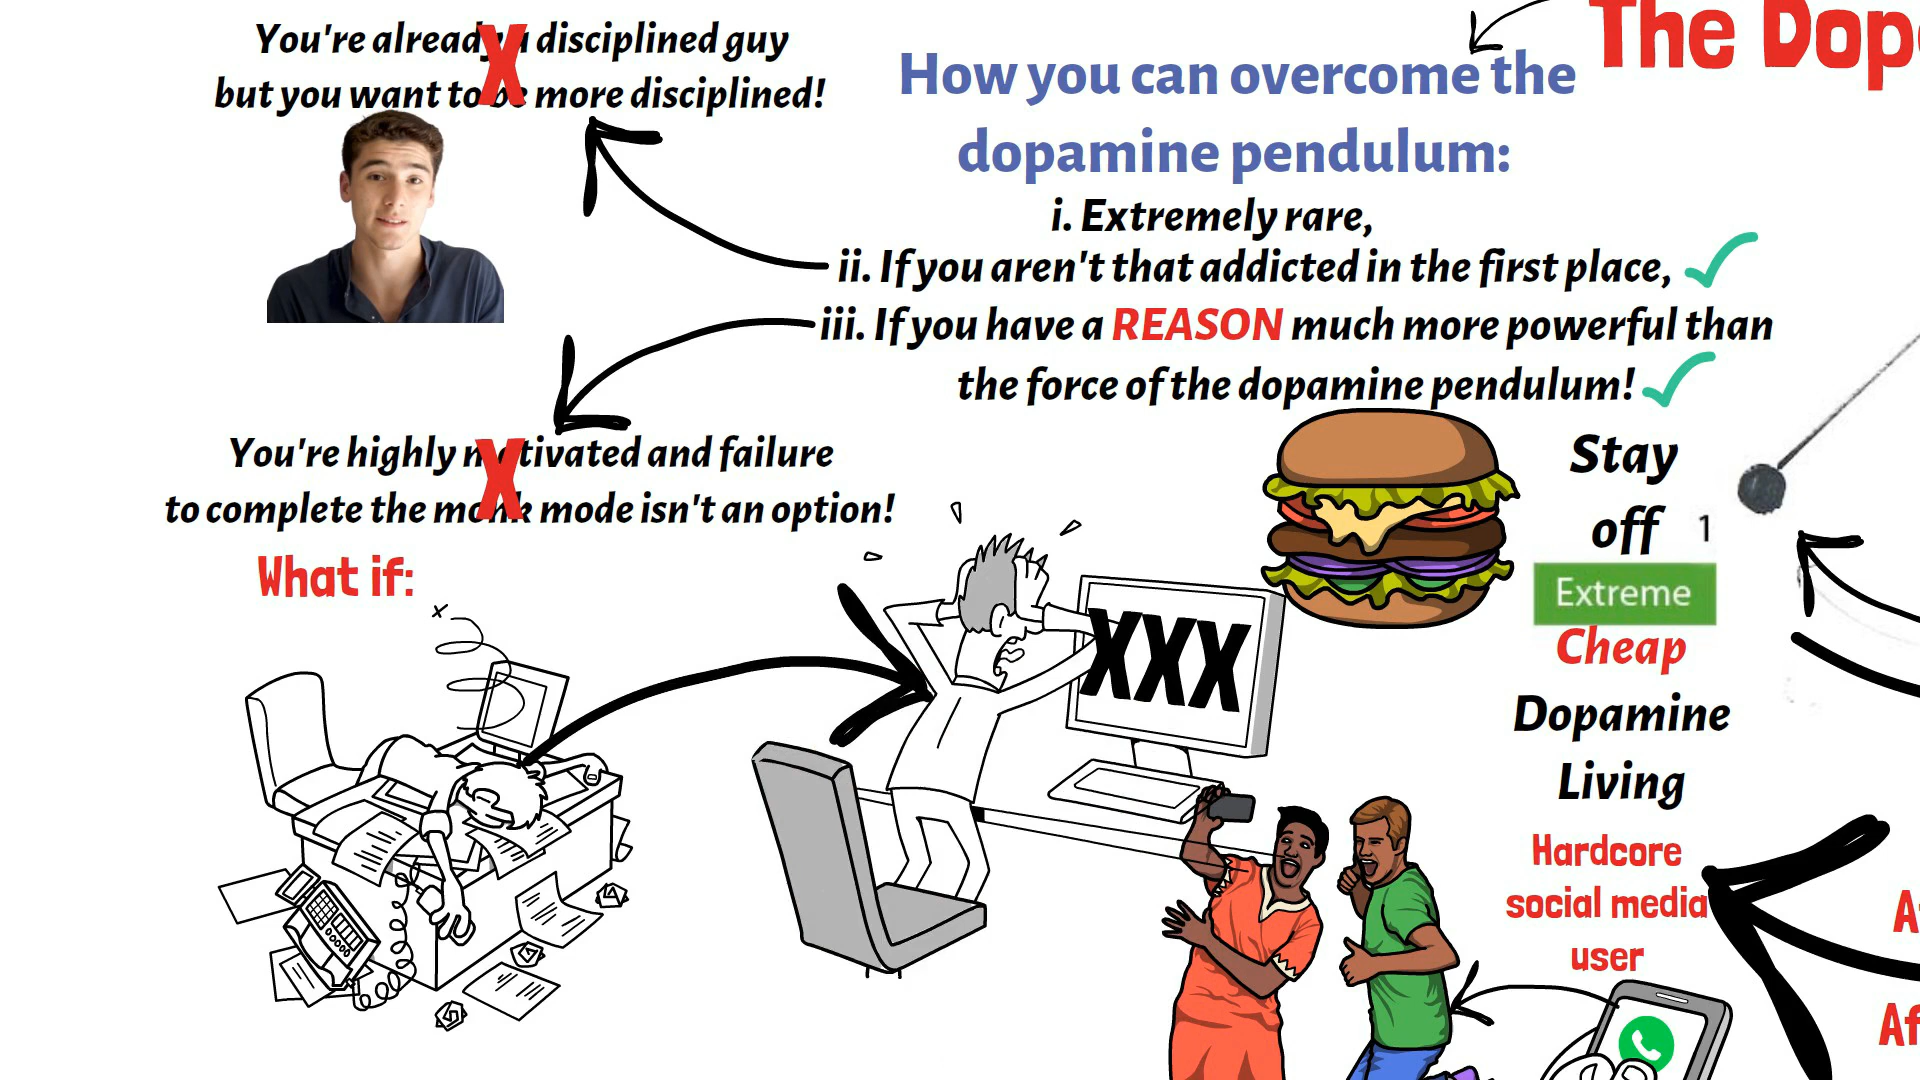 You're already a disciplined guy
but you want to be more disciplined!
X
The Dop
How you can overcome the
dopamine pendulum:
i. Extremely rare,
ii. If you aren't that addicted in the first place,
iii. If you have a REASON much more powerful than
the force of the dopamine pendulum!
You're highly motivated and failure
to complete the monk mode isn't an option!
X
What if:
XXX
Stay
off
1
Extreme
Cheap
Dopamine
Living
Hardcore
social media
user
A
Af